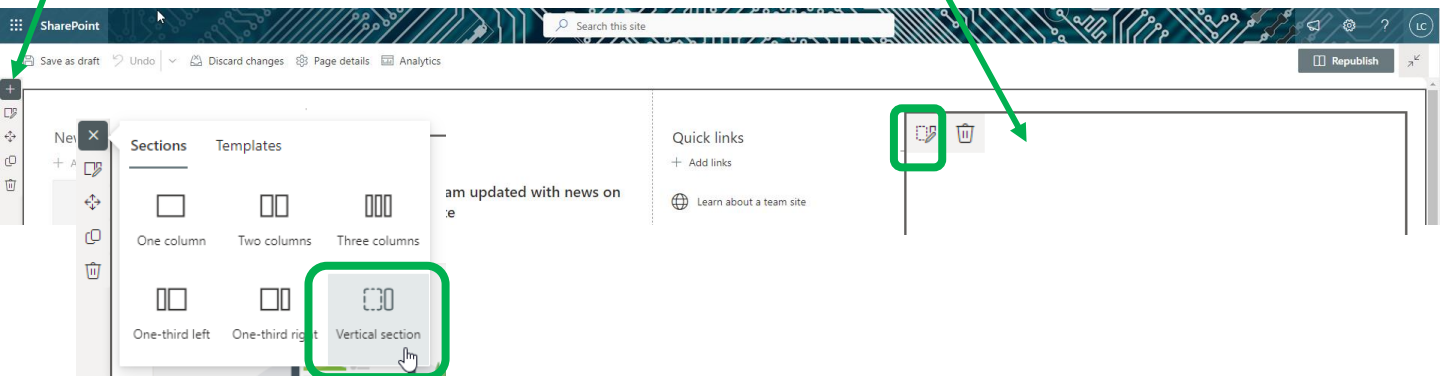 SharePoint
Search this site
?
LC
Save as draft Undo Discard changes Page details Analytics
Republish
Quick links
+ Add links
Learn about a team site
Sections Templates
am updated with news on
One column Two columns Three columns
One-third left One-third right Vertical section